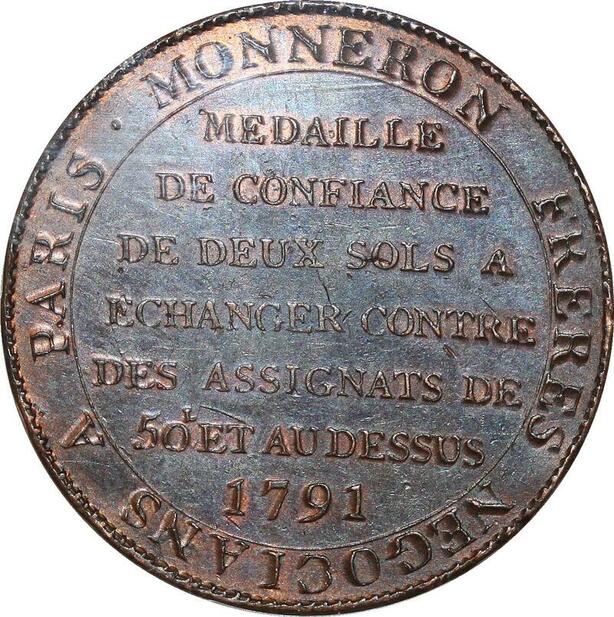 MONNERON FRERES NEGOCIANS A PARIS .
MEDAILLE
DE CONFIANCE
DE DEUX SOLS A
ECHANGER CONTRE
DES ASSIGNATS DE
50L ET AU DESSUS
1791